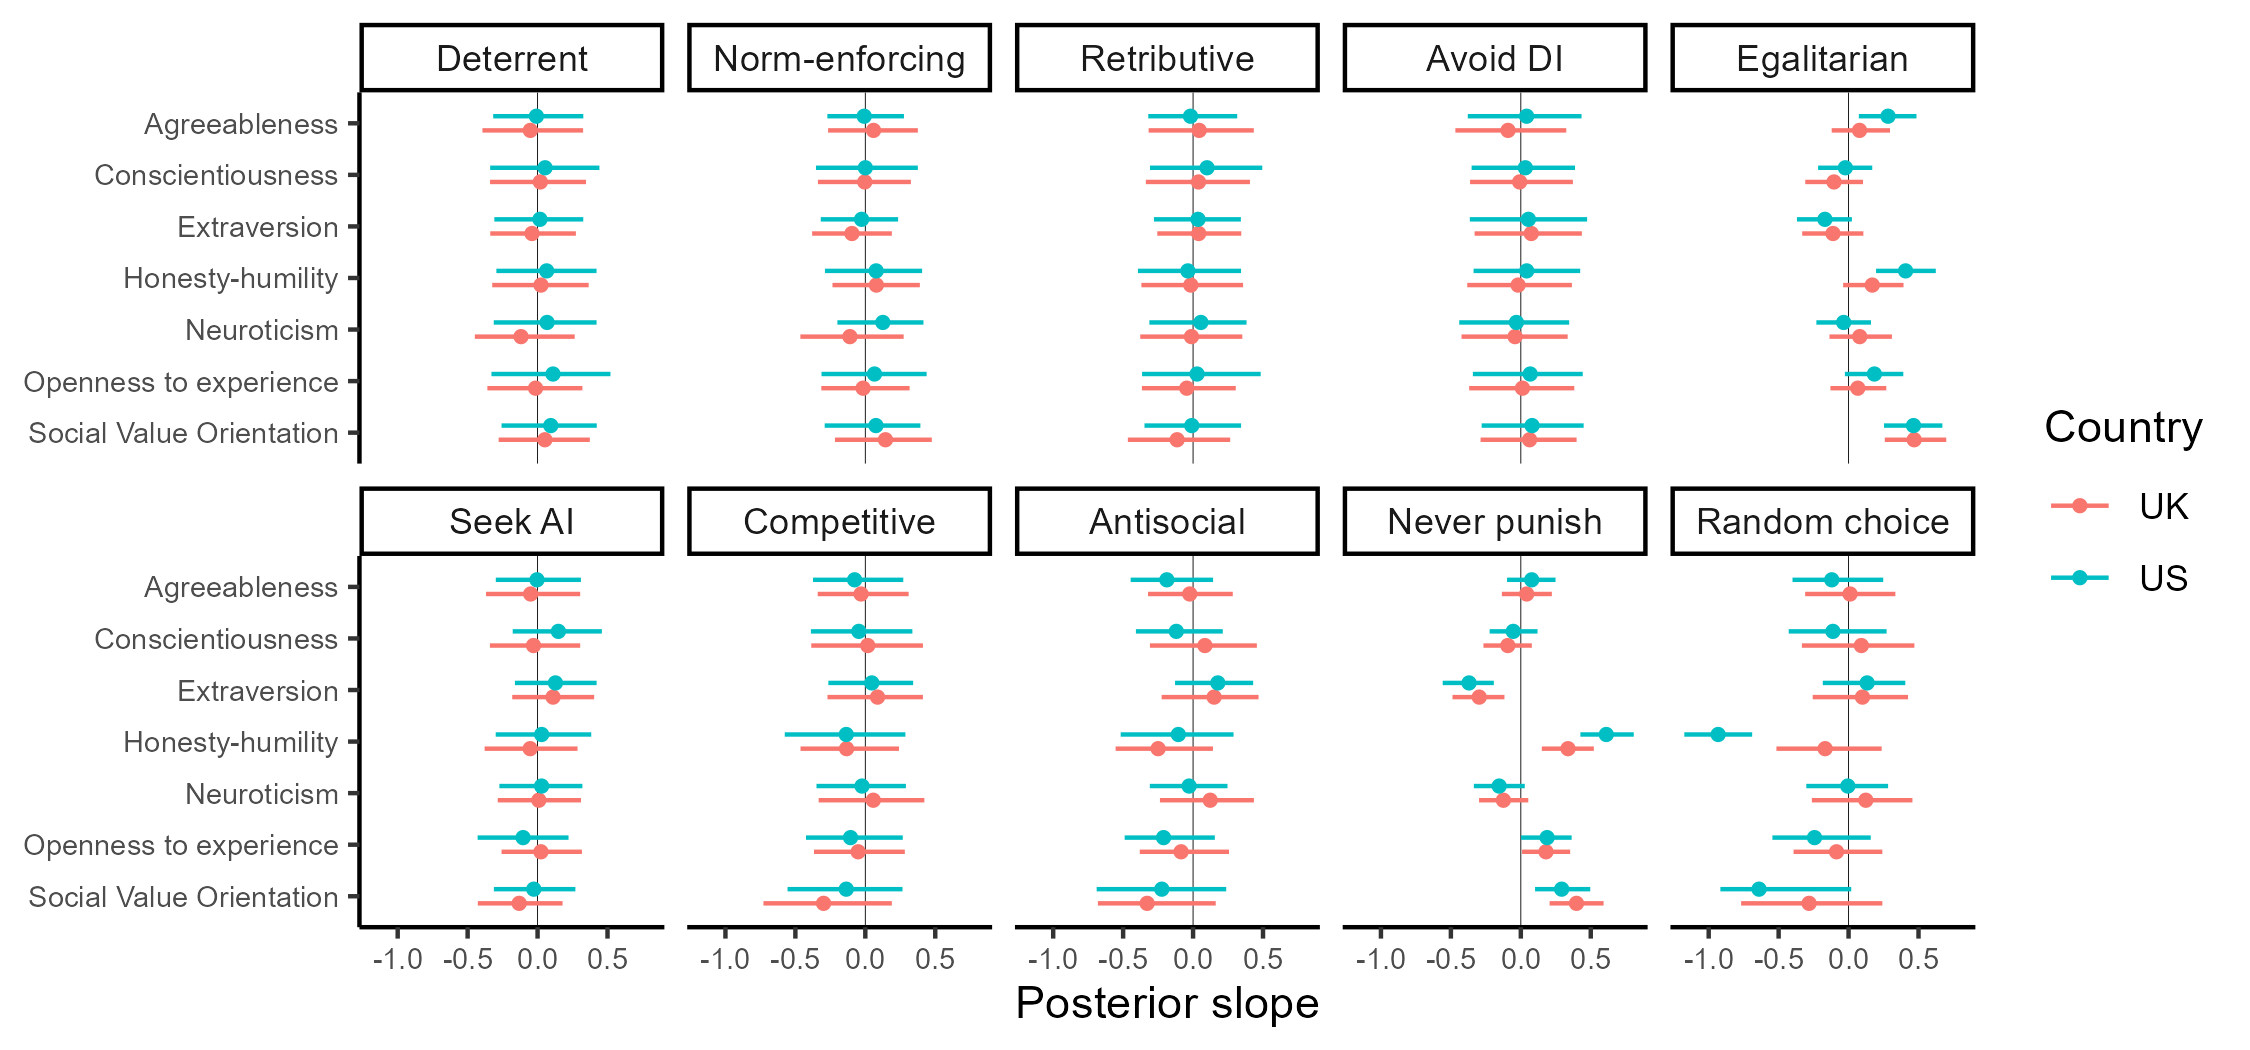 Deterrent Norm-enforcing Retributive Avoid DI Egalitarian
Agreeableness
Conscientiousness
Extraversion
Honesty-humility
Neuroticism
Openness to experience
Social Value Orientation
Country
UK
US
Seek AI Competitive Antisocial Never punish Random choice
Agreeableness
Conscientiousness
Extraversion
Honesty-humility
Neuroticism
Openness to experience
Social Value Orientation
-1.0 -0.5 0.0 0.5 -1.0 -0.5 0.0 0.5 -1.0 -0.5 0.0 0.5 -1.0 -0.5 0.0 0.5 -1.0 -0.5 0.0 0.5
Posterior slope